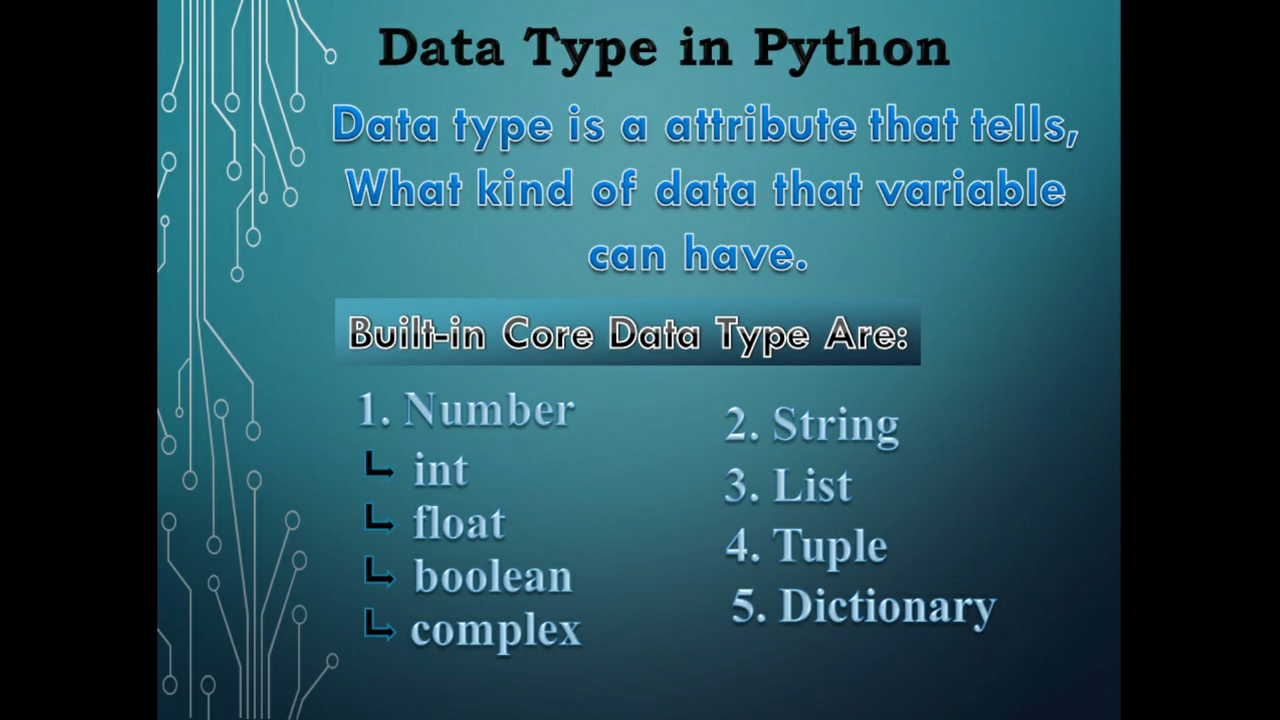 Data Type in Python
Data type is a attribute that tells,
What kind of data that variable
can have.
Built-in Core Data Type Are:
1. Number
int
float
boolean
complex
2. String
3. List
4. Tuple
5. Dictionary